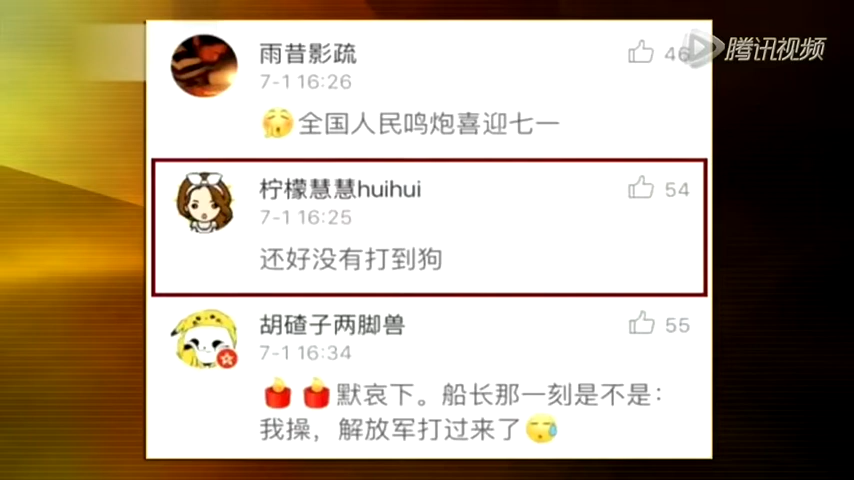 雨昔影疏
46
腾讯视频
7-1 16:26
全国人民鸣炮喜迎七一
柠檬慧慧huihui
54
7-1 16:25
还好没有打到狗
胡碴子两脚兽
55
7-1 16:34
默哀下。船长那一刻是不是：
我操，解放军打过来了